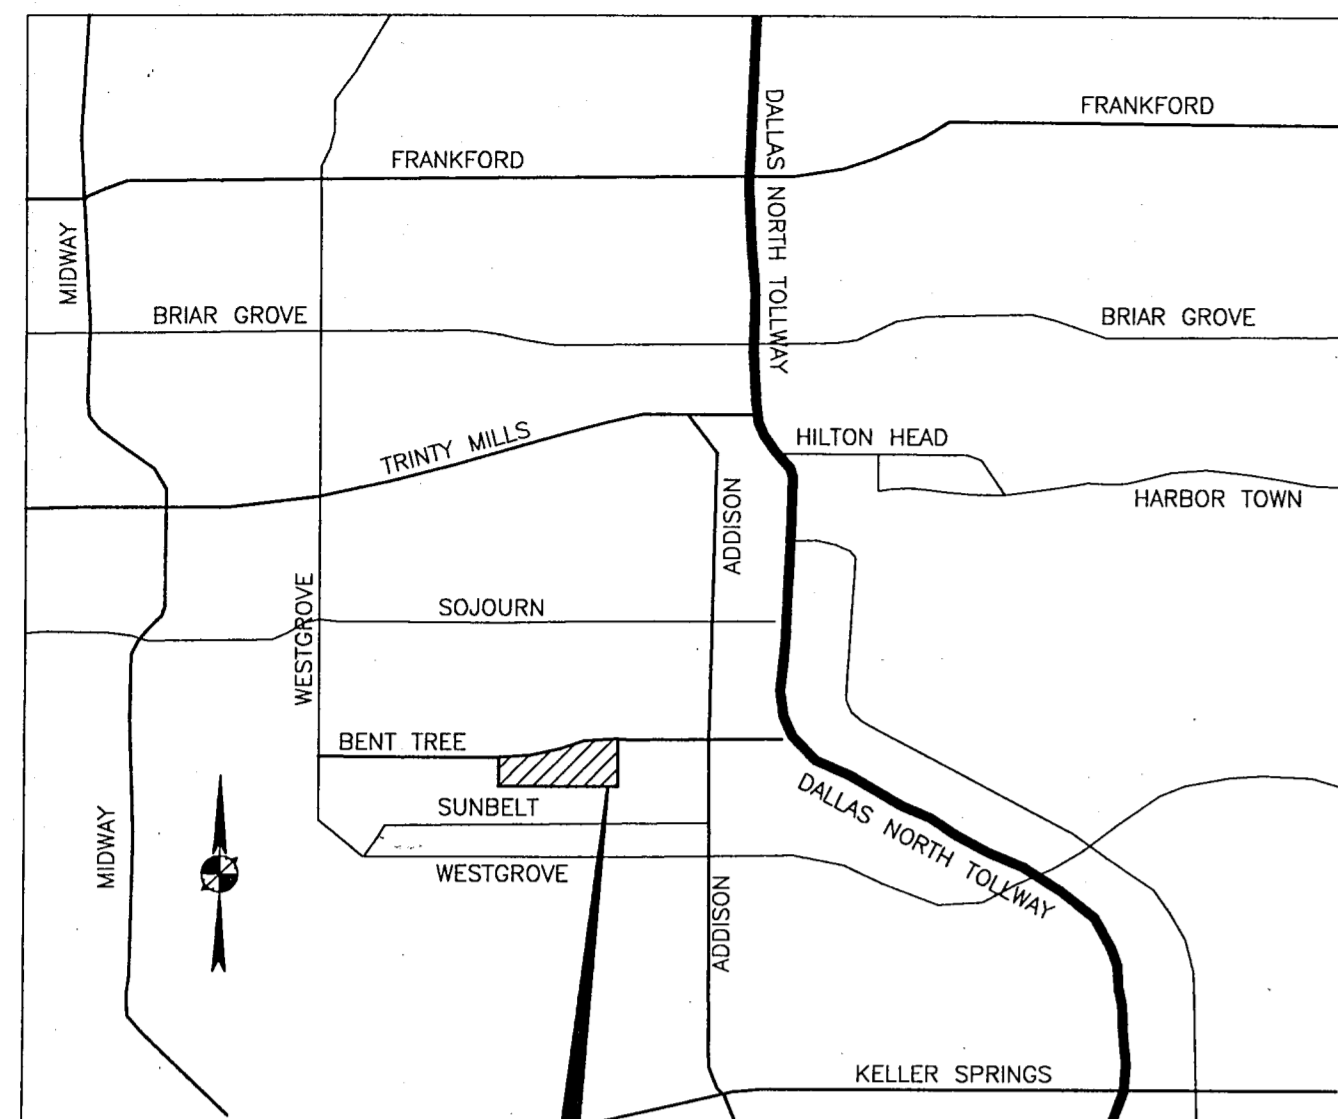 FRANKFORD
DALLAS NORTH TOLLWAY
FRANKFORD
MIDWAY
BRIAR GROVE
BRIAR GROVE
TRINTY MILLS
HILTON HEAD
HARBOR TOWN
ADDISON
WESTGROVE
SOJOURN
BENT TREE
SUNBELT
DALLAS NORTH TOLLWAY
MIDWAY
WESTGROVE
ADDISON
KELLER SPRINGS